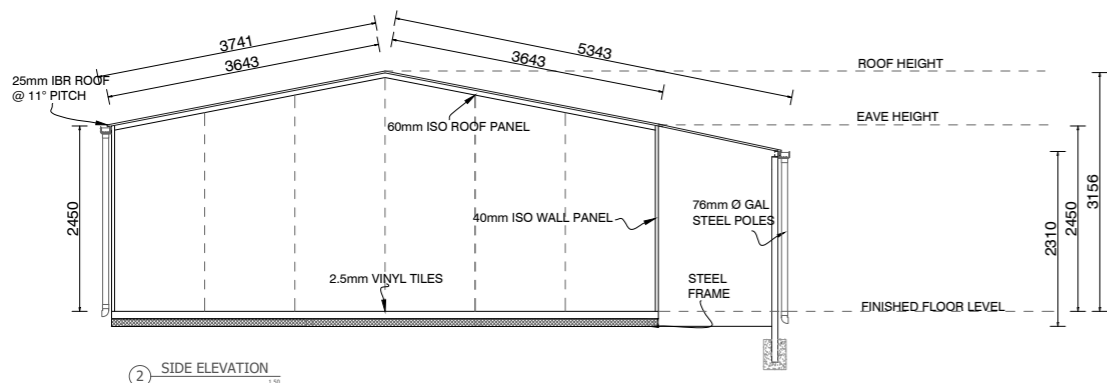 3741
3643
5343
3643
25mm IBR ROOF
@ 11° PITCH
ROOF HEIGHT
60mm ISO ROOF PANEL
EAVE HEIGHT
2450
40mm ISO WALL PANEL
76mm Ø GAL
STEEL POLES
2310
2450
3156
2.5mm VINYL TILES
STEEL
FRAME
FINISHED FLOOR LEVEL
2
SIDE ELEVATION
1:50